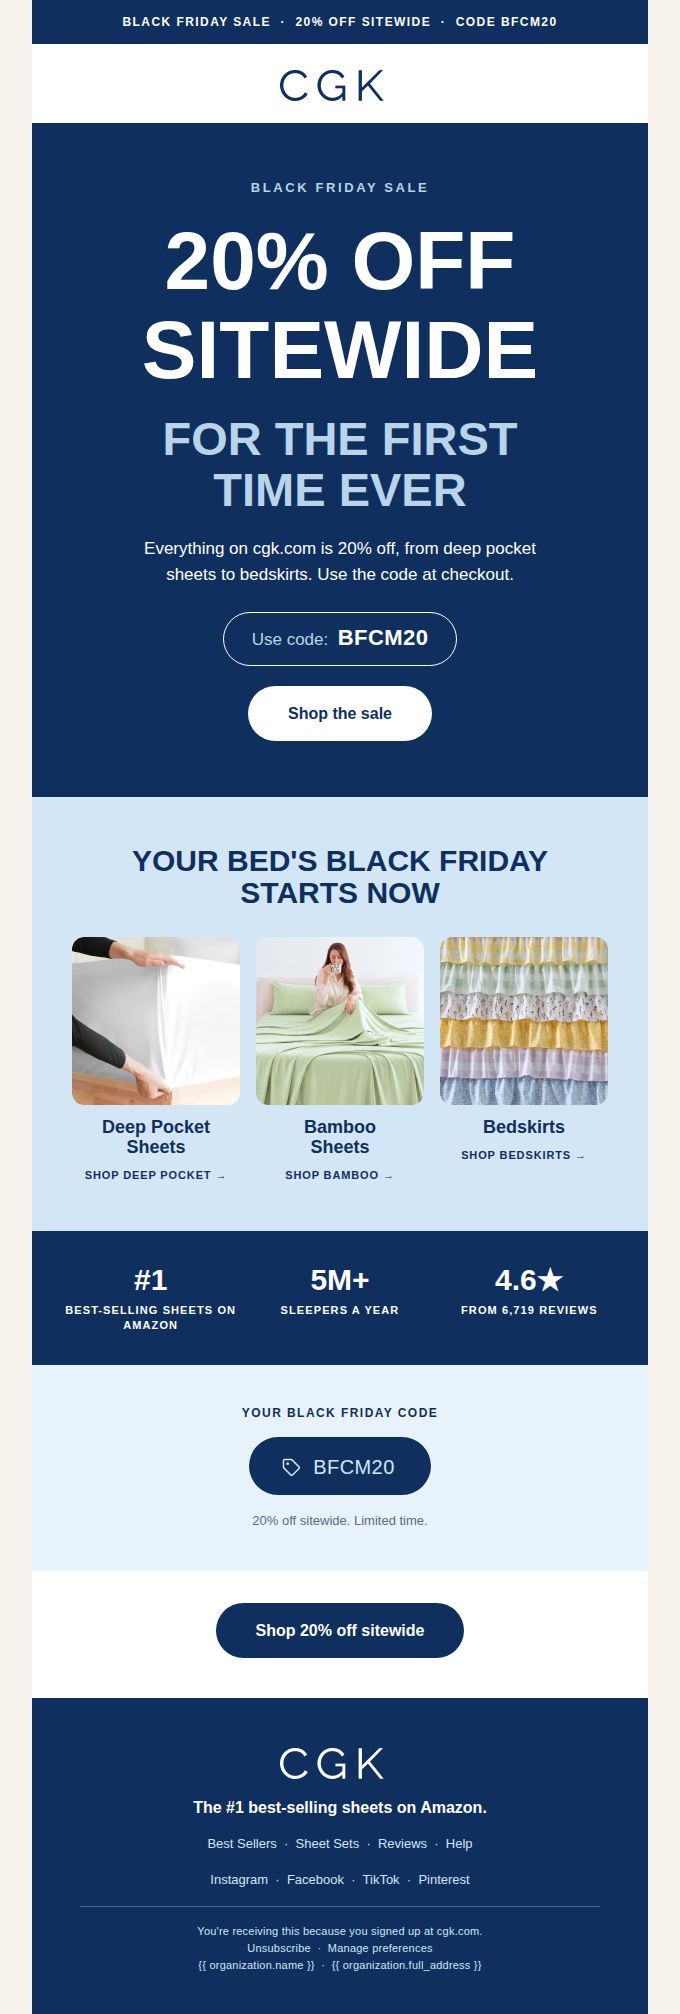 BLACK FRIDAY SALE · 20% OFF SITEWIDE · CODE BFCM20
CGK
BLACK FRIDAY SALE
20% OFF
SITEWIDE
FOR THE FIRST
TIME EVER
Everything on cgk.com is 20% off, from deep pocket
sheets to bedskirts. Use the code at checkout.
Use code: BFCM20
Shop the sale
YOUR BED'S BLACK FRIDAY
STARTS NOW
Deep Pocket
Sheets
SHOP DEEP POCKET →
Bamboo
Sheets
SHOP BAMBOO →
Bedskirts
SHOP BEDSKIRTS →
#1
BEST-SELLING SHEETS ON
AMAZON
5M+
SLEEPERS A YEAR
4.6★
FROM 6,719 REVIEWS
YOUR BLACK FRIDAY CODE
BFCM20
20% off sitewide. Limited time.
Shop 20% off sitewide
CGK
The #1 best-selling sheets on Amazon.
Best Sellers · Sheet Sets · Reviews · Help
Instagram · Facebook · TikTok · Pinterest
You're receiving this because you signed up at cgk.com.
Unsubscribe · Manage preferences
{{ organization.name }} · {{ organization.full_address }}